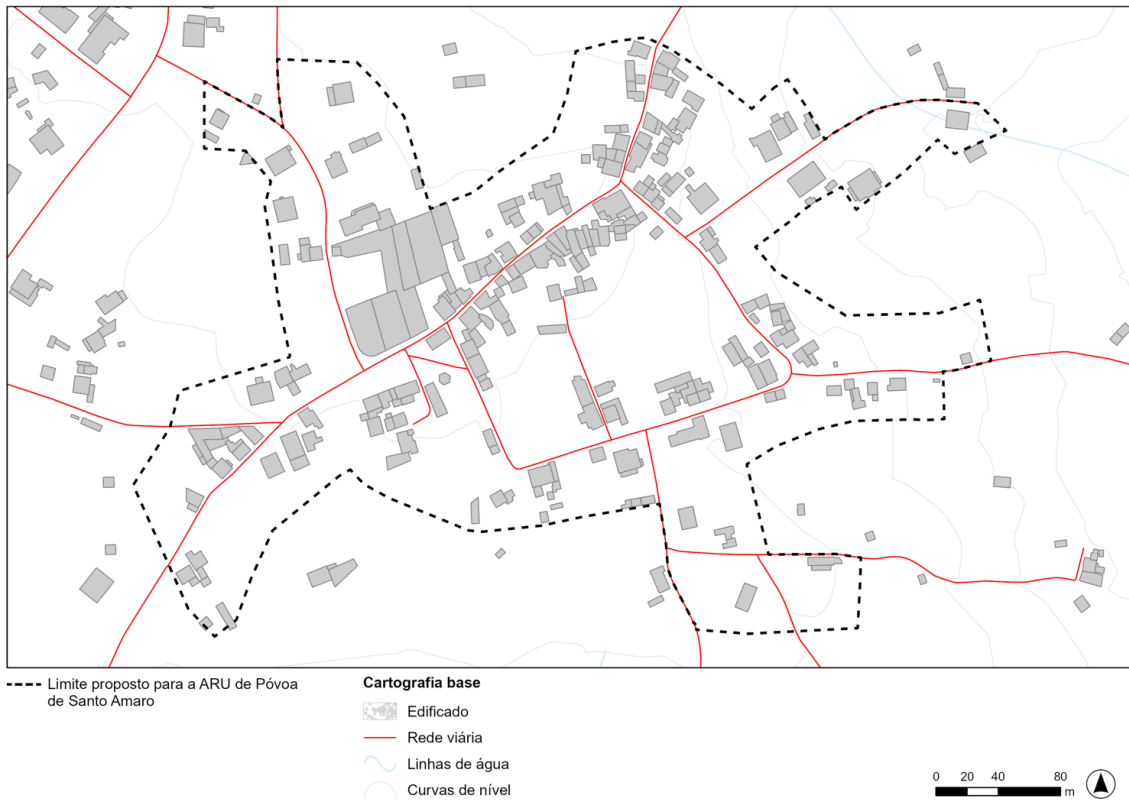 Limite proposto para a ARU de Póvoa
de Santo Amaro
Cartografia base
Edificado
Rede viária
Linhas de água
Curvas de nível
0 20 40 80
m